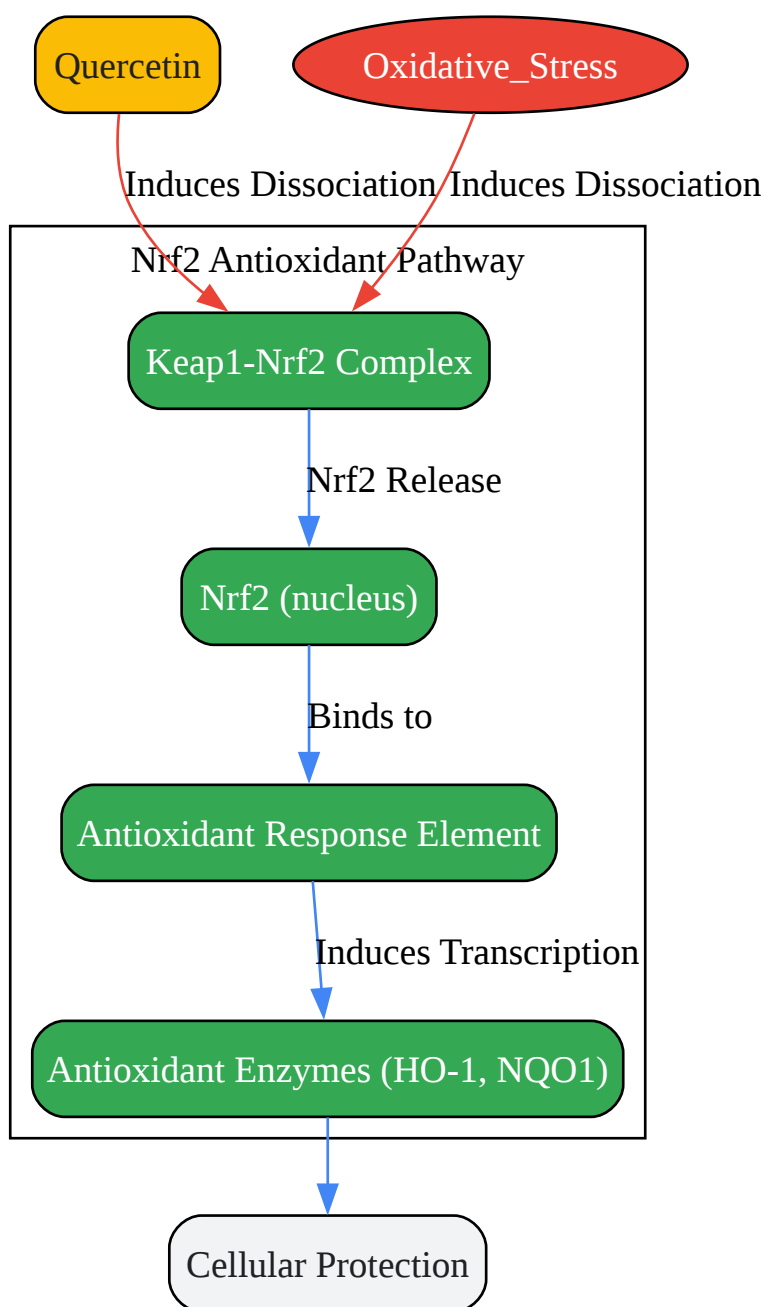 Quercetin
Oxidative_Stress
Induces Dissociation
Induces Dissociation
Nrf2 Antioxidant Pathway
Keap1-Nrf2 Complex
Nrf2 Release
Nrf2 (nucleus)
Binds to
Antioxidant Response Element
Induces Transcription
Antioxidant Enzymes (HO-1, NQO1)
Cellular Protection